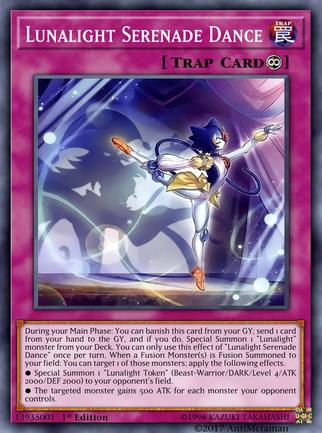 Lunalight Serenade Dance
TRAP
罠
[Trap Card]
During your Main Phase: You can banish this card from your GY; send 1 card
from your hand to the GY, and if you do, Special Summon 1 "Lunalight"
monster from your Deck. You can only use this effect of "Lunalight Serenade
Dance" once per turn. When a Fusion Monster(s) is Fusion Summoned to
your field: You can target 1 of those monsters; apply the following effects.
● Special Summon 1 "Lunalight Token" (Beast-Warrior/DARK/Level 4/ATK
2000/DEF 2000) to your opponent's field.
● The targeted monster gains 500 ATK for each monster your opponent
controls.
13935001 1st Edition ©1996 KAZUKI TAKAHASHI
©2017 AntiMetaman